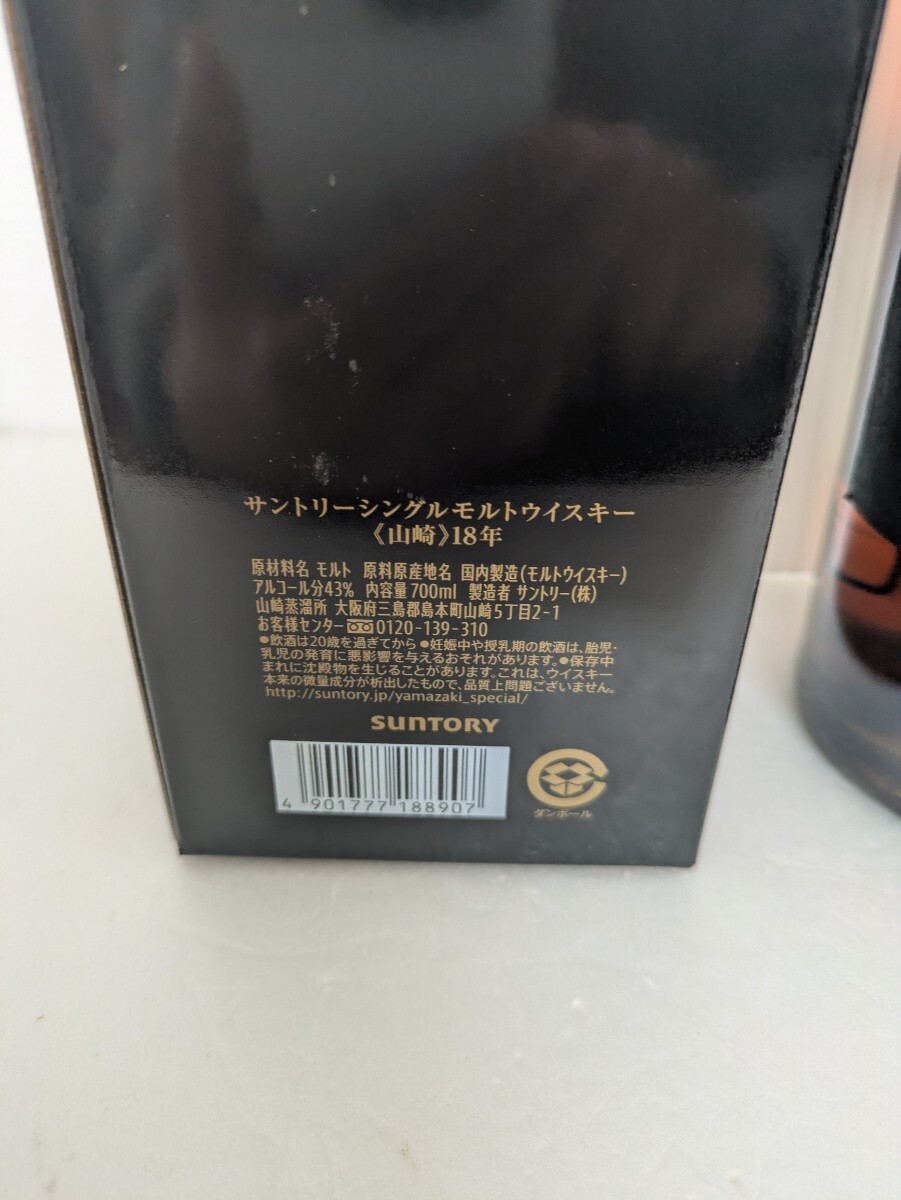 サントリーシングルモルトウイスキー
《山崎》18年
原材料名 モルト 原料原産地名 国内製造(モルトウイスキー)
アルコール分43% 内容量700ml 製造者 サントリー(株)
山崎蒸溜所 大阪府三島郡島本町山崎5丁目2-1
お客様センター 0120-139-310
●飲酒は20歳を過ぎてから ●妊娠中や授乳期の飲酒は、胎児・
乳児の発育に悪影響を与えるおそれがあります。●保存中
まれに沈殿物を生じることがあります。これは、ウイスキー
本来の微量成分が析出したもので、品質上問題ございません。
http://suntory.jp/yamazaki_special/
SUNTORY
4 901777 188907
ダンボール